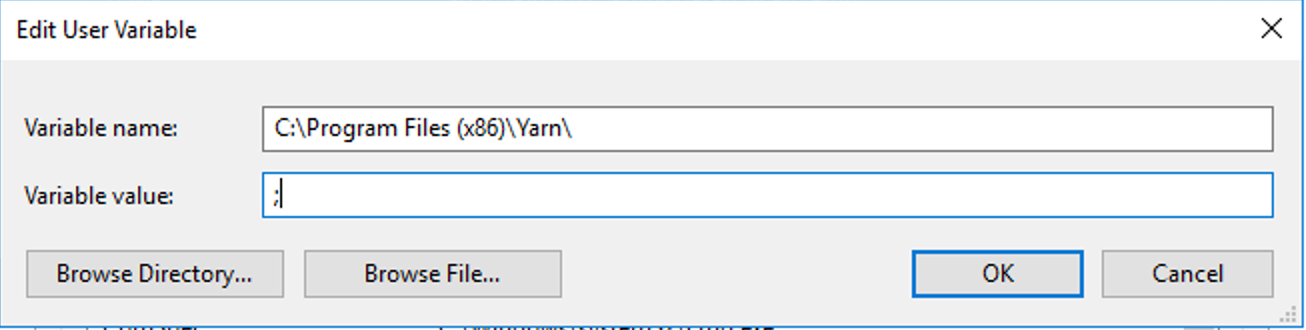 Edit User Variable
Variable name: C:\Program Files (x86)\Yarn\
Variable value: ;
Browse Directory... Browse File... OK Cancel